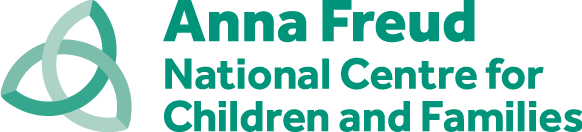 Anna Freud
National Centre for
Children and Families